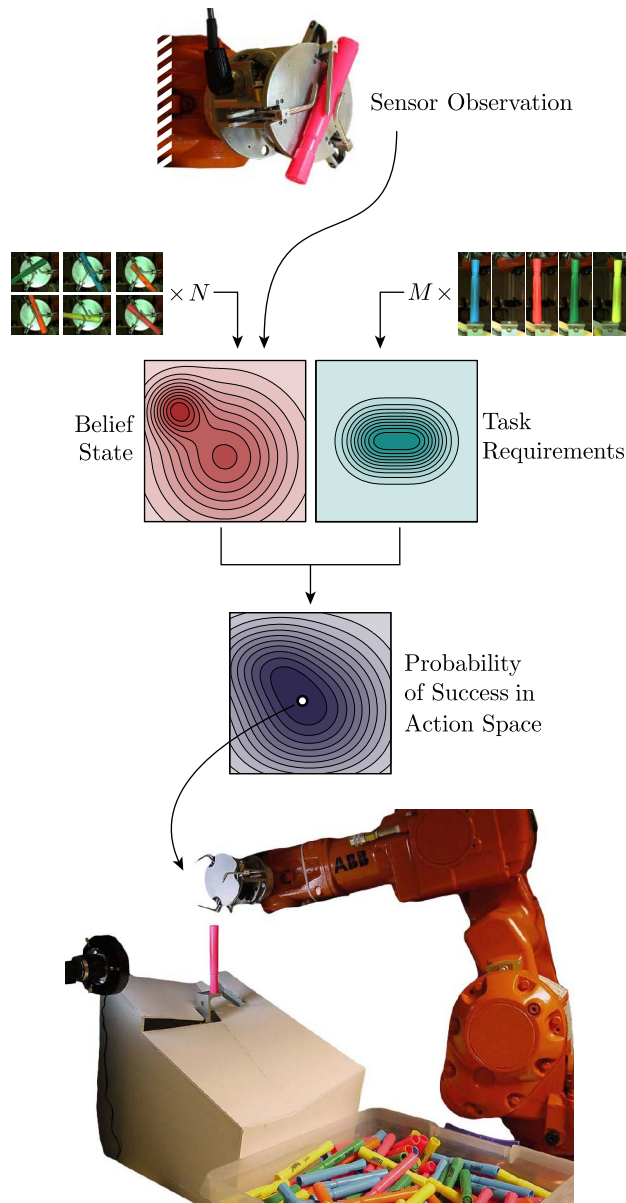 Sensor Observation
× N
M ×
Belief
State
Task
Requirements
Probability
of Success in
Action Space
ABB